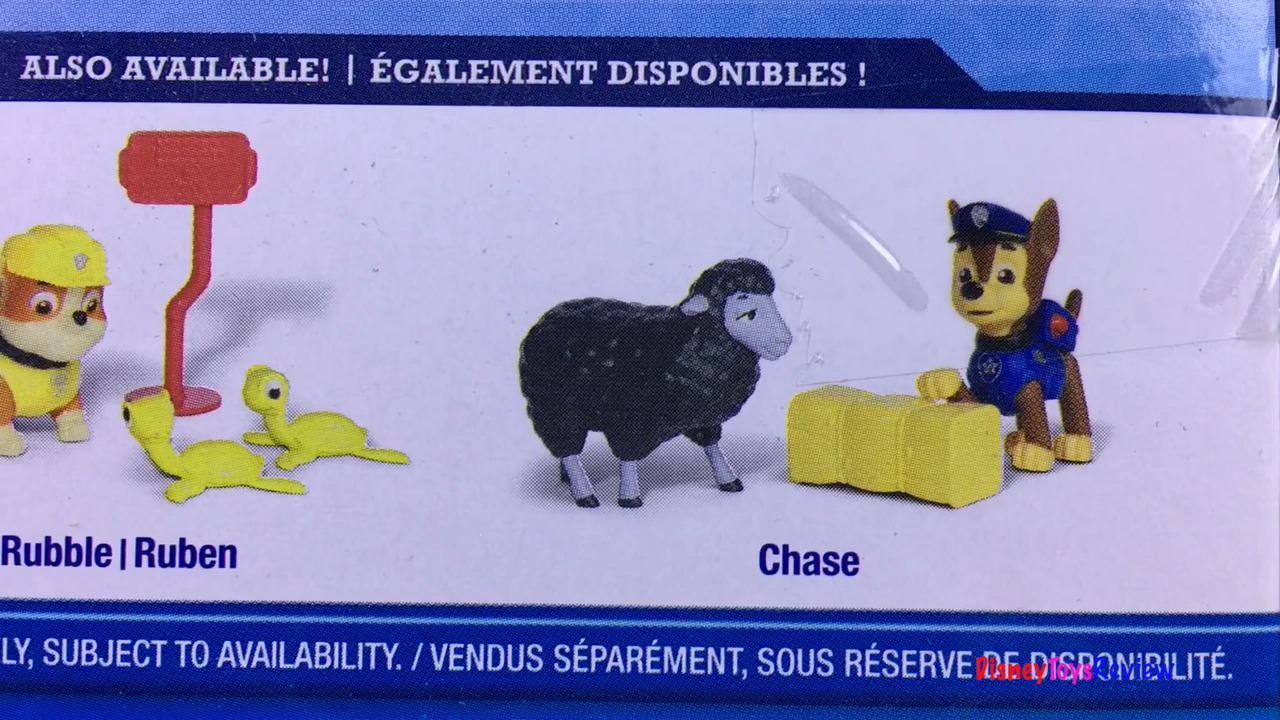 ALSO AVAILABLE! | ÉGALEMENT DISPONIBLES !
Rubble | Ruben
Chase
LY, SUBJECT TO AVAILABILITY. / VENDUS SÉPARÉMENT, SOUS RÉSERVE DE DISPONIBILITÉ.
DisneyToysReview